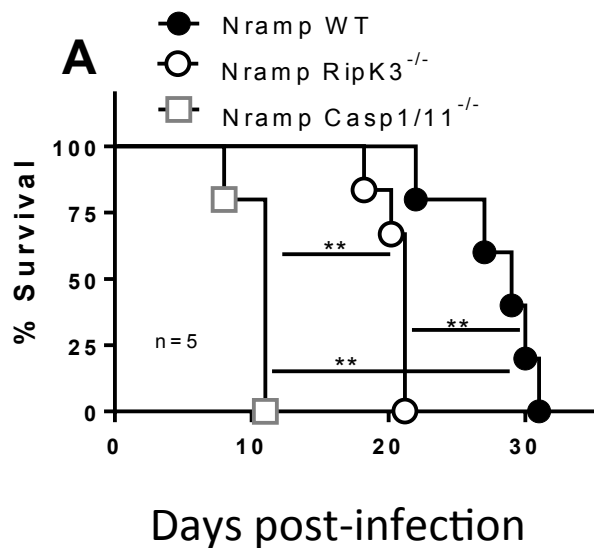 A
Nramp WT
Nramp RipK3-/-
Nramp Casp1/11-/-
% Survival
100
75
50
25
0
**
**
**
n=5
0 10 20 30
Days post-infection